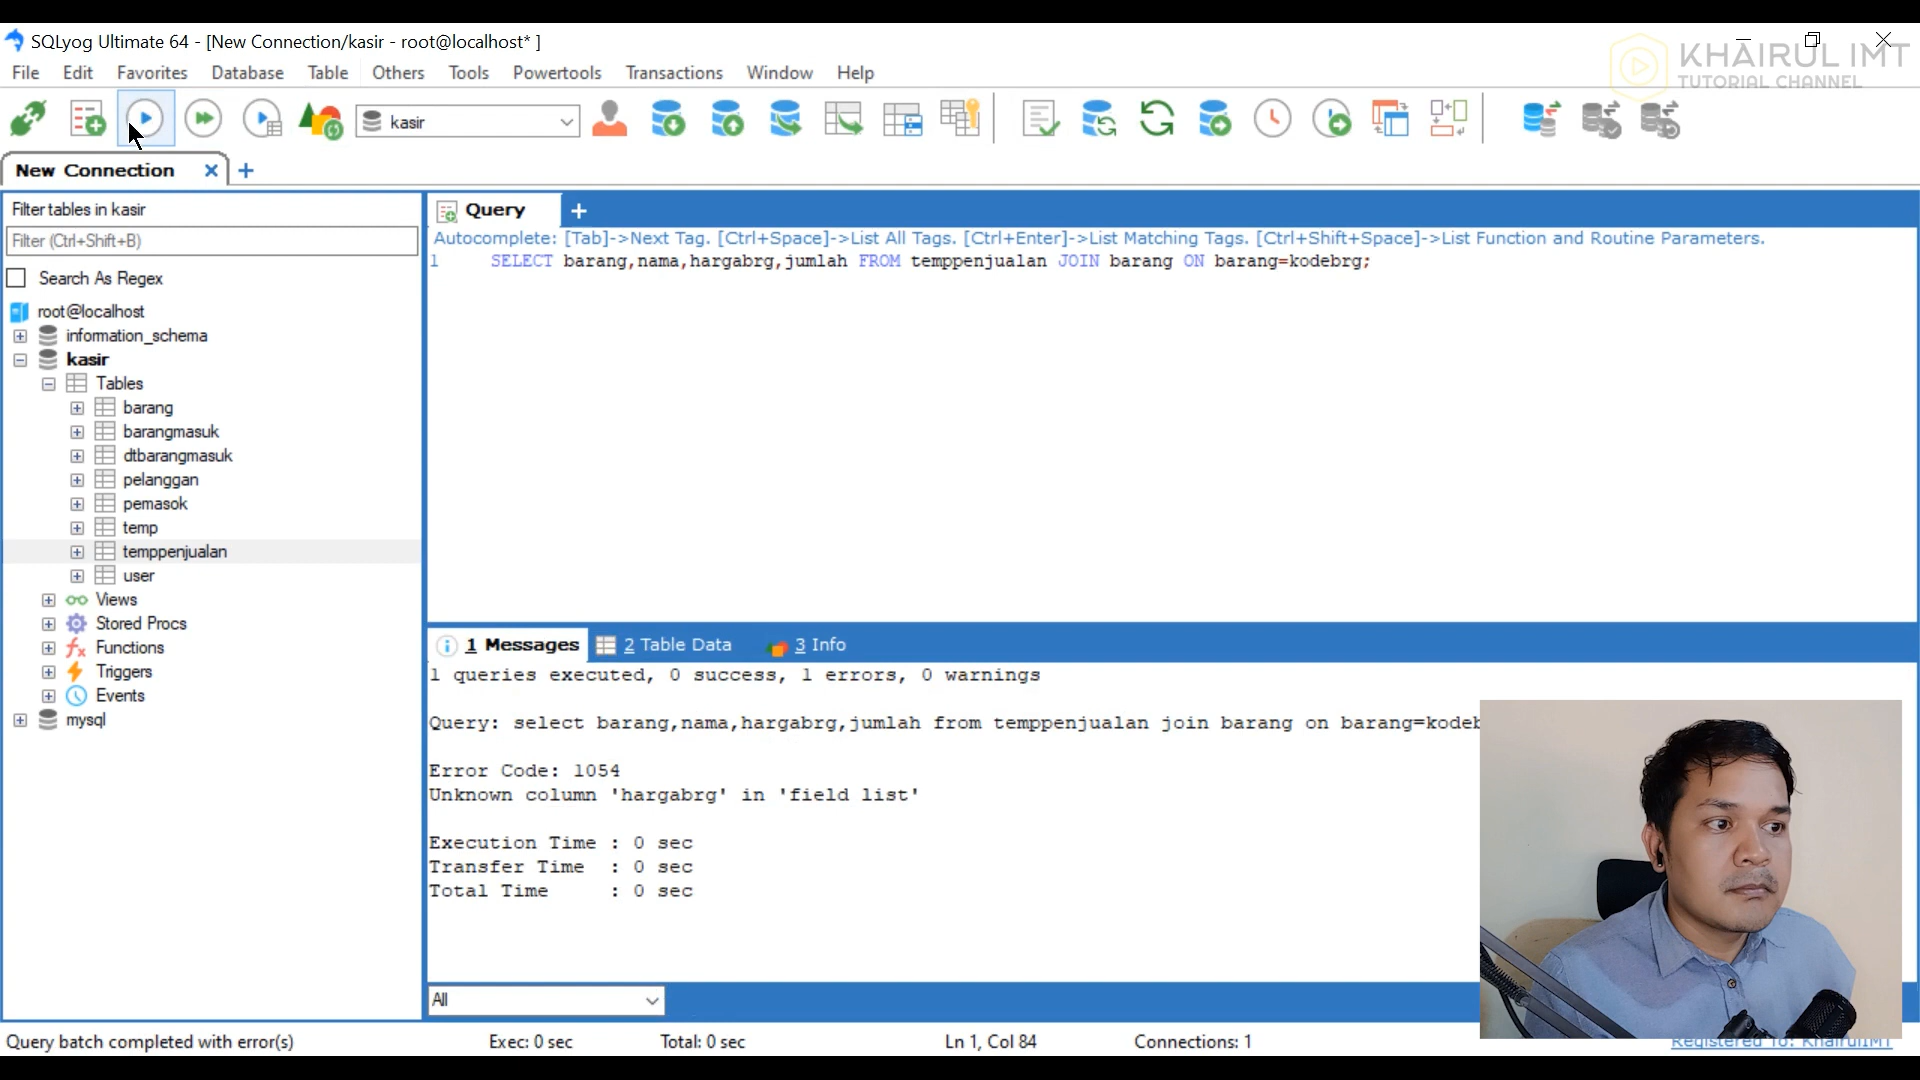 SQLyog Ultimate 64 - [New Connection/kasir - root@localhost* ]
KHAIRUL IMT
TUTORIAL CHANNEL
File Edit Favorites Database Table Others Tools Powertools Transactions Window Help
kasir
New Connection
Filter tables in kasir
Filter (Ctrl+Shift+B)
Search As Regex
root@localhost
information_schema
kasir
Tables
barang
barangmasuk
dtbarangmasuk
pelanggan
pemasok
temp
temppenjualan
user
Views
Stored Procs
Functions
Triggers
Events
mysql
Query
Autocomplete: [Tab]->Next Tag. [Ctrl+Space]->List All Tags. [Ctrl+Enter]->List Matching Tags. [Ctrl+Shift+Space]->List Function and Routine Parameters.
1 SELECT barang,nama,hargabrg,jumlah FROM temppenjualan JOIN barang ON barang=kodebrg;
1 Messages 2 Table Data 3 Info
1 queries executed, 0 success, 1 errors, 0 warnings
Query: select barang,nama,hargabrg,jumlah from temppenjualan join barang on barang=kodeb
Error Code: 1054
Unknown column 'hargabrg' in 'field list'
Execution Time : 0 sec
Transfer Time : 0 sec
Total Time : 0 sec
All
Query batch completed with error(s) Exec: 0 sec Total: 0 sec Ln 1, Col 84 Connections: 1 Registered To: KhairulIMT